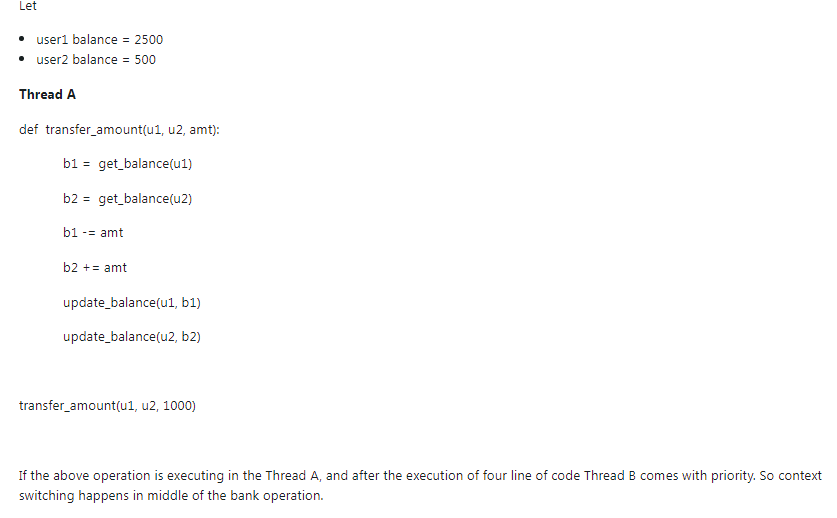 Let
• user1 balance = 2500
• user2 balance = 500
Thread A
def transfer_amount(u1, u2, amt):
b1 = get_balance(u1)
b2 = get_balance(u2)
b1 -= amt
b2 += amt
update_balance(u1, b1)
update_balance(u2, b2)
transfer_amount(u1, u2, 1000)
If the above operation is executing in the Thread A, and after the execution of four line of code Thread B comes with priority. So context
switching happens in middle of the bank operation.